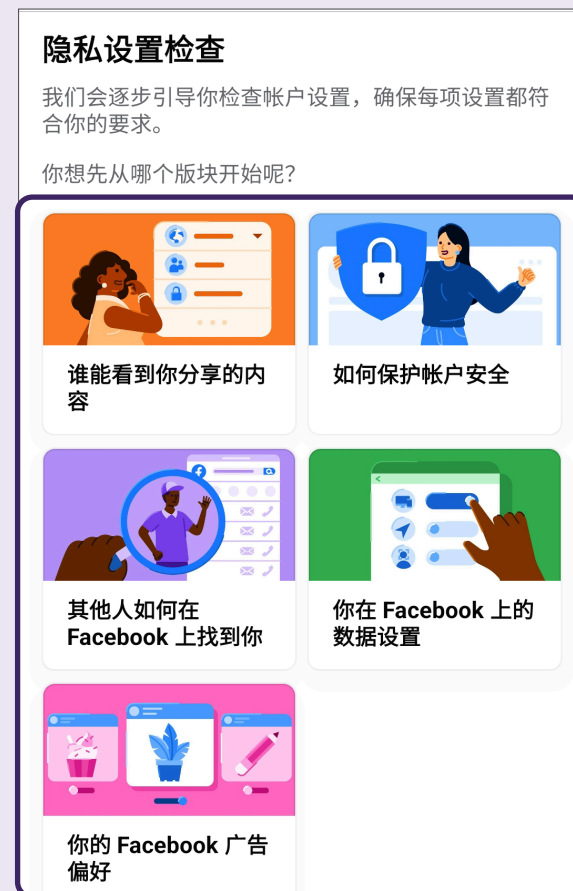 隐私设置检查
我们会逐步引导你检查帐户设置，确保每项设置都符
合你的要求。
你想先从哪个版块开始呢？
谁能看到你分享的内
容
如何保护帐户安全
其他人如何在
Facebook 上找到你
你在 Facebook 上的
数据设置
你的 Facebook 广告
偏好